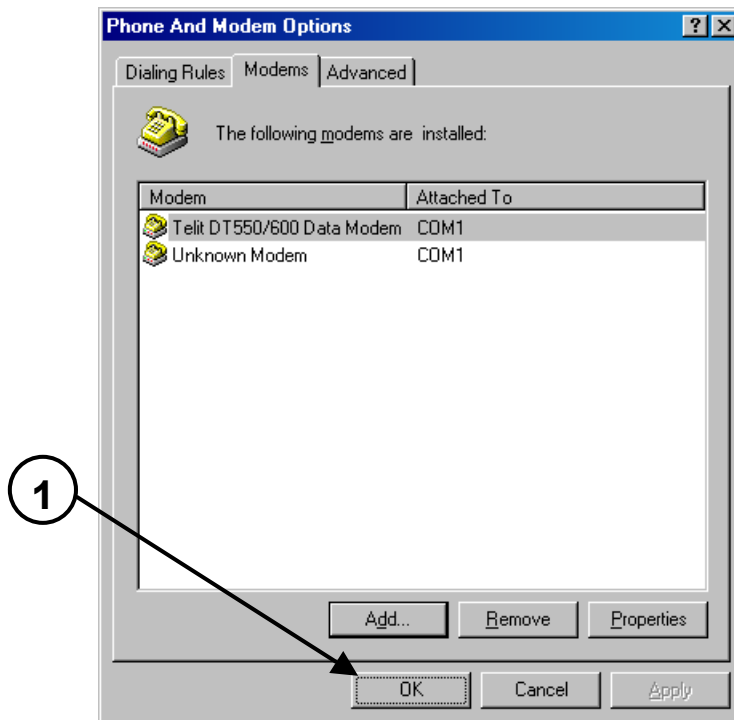 Phone And Modem Options
Dialing Rules Modems Advanced
The following modems are installed:
Modem Attached To
Telit DT550/600 Data Modem COM1
Unknown Modem COM1
1
Add... Remove Properties
OK Cancel Apply